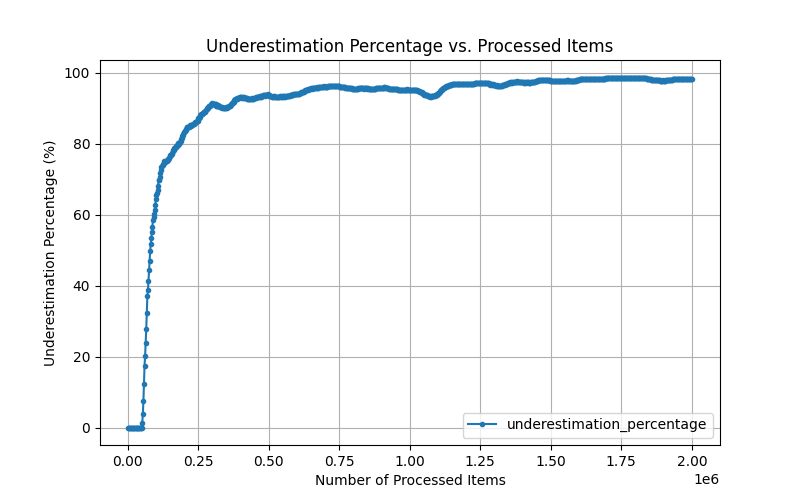 Underestimation Percentage vs. Processed Items
Underestimation Percentage (%)
100
80
60
40
20
0
underestimation_percentage
0.00 0.25 0.50 0.75 1.00 1.25 1.50 1.75 2.00
1e6
Number of Processed Items